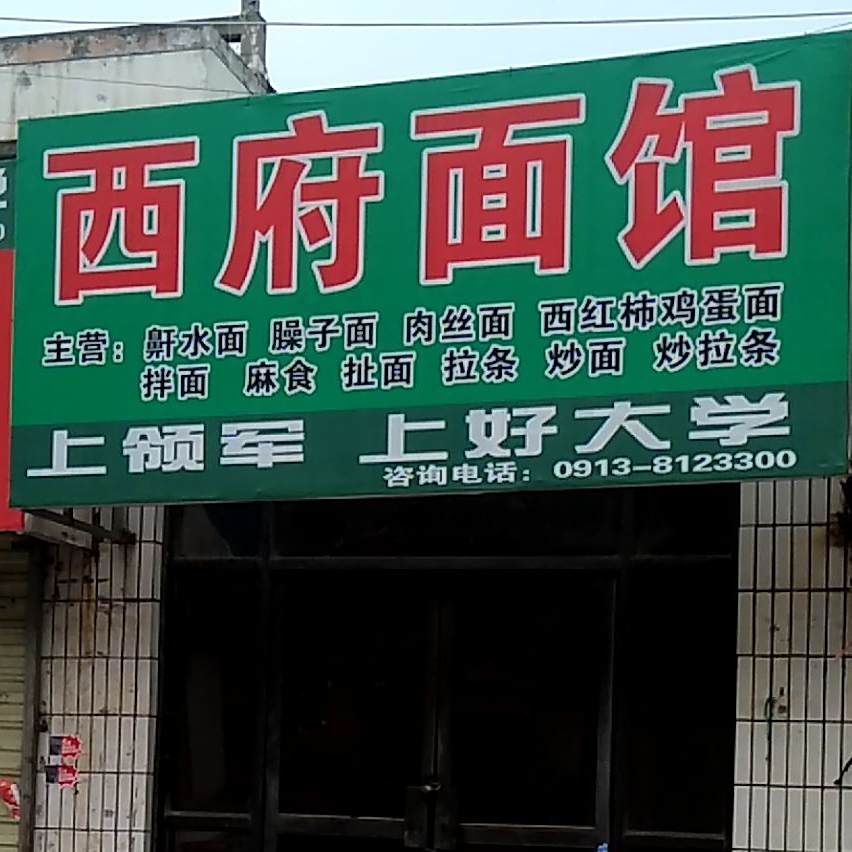 西府面馆
主营：鼾水面 臊子面 肉丝面 西红柿鸡蛋面
拌面 麻食 扯面 拉条 炒面 炒拉条
上领军 上好大学
咨询电话：0913-8123300